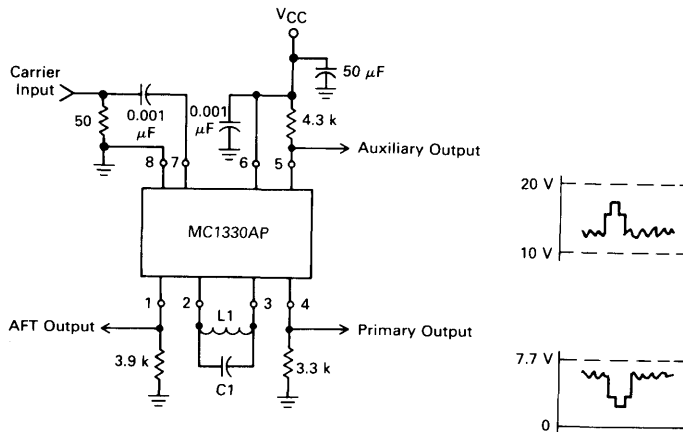 VCC
50 μF
Carrier
Input
50
0.001
μF
0.001
μF
4.3 k
Auxiliary Output
8
7
6
5
MC1330AP
1
2
3
4
L1
C1
AFT Output
3.9 k
Primary Output
3.3 k
20 V
10 V
7.7 V
0